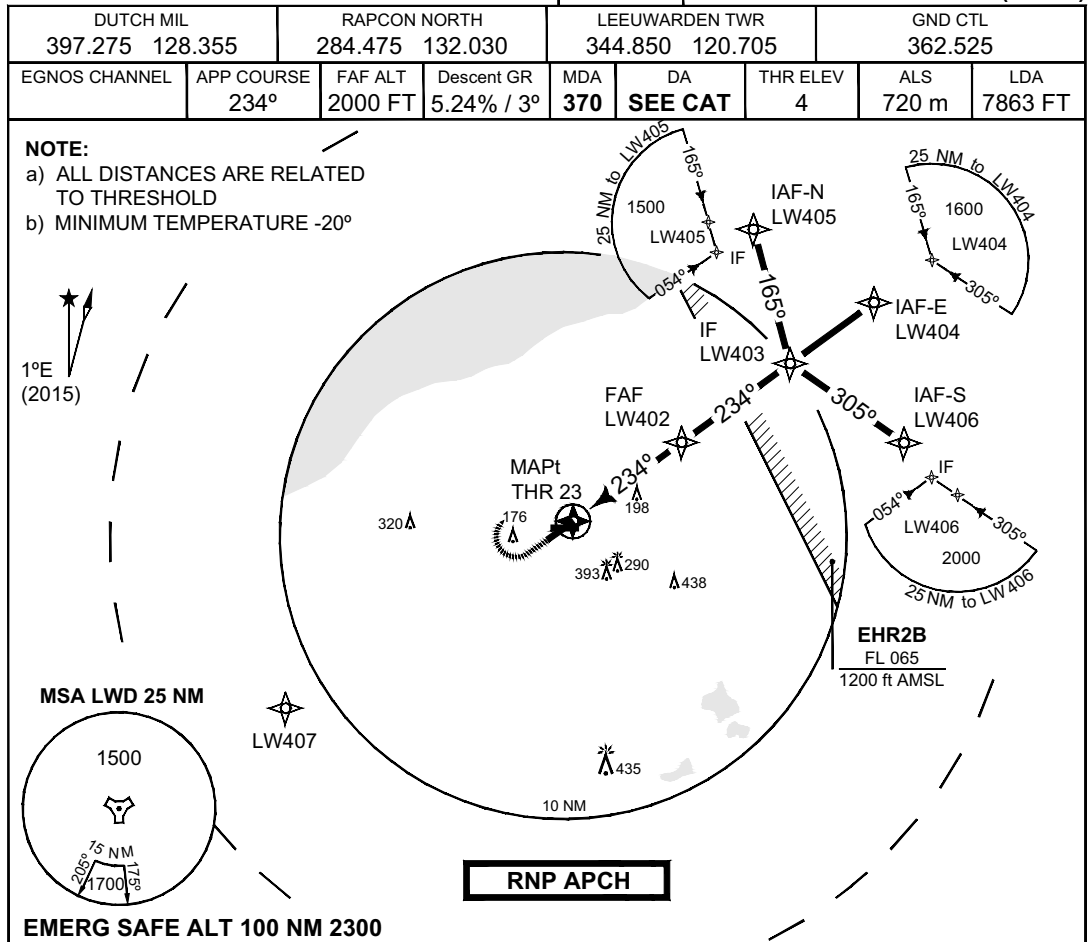 DUTCH MIL
397.275 128.355
RAPCON NORTH
284.475 132.030
LEEUWARDEN TWR
344.850 120.705
GND CTL
362.525
EGNOS CHANNEL
APP COURSE
234º
FAF ALT
2000 FT
Descent GR
5.24% / 3º
MDA
370
DA
SEE CAT
THR ELEV
4
ALS
720 m
LDA
7863 FT
NOTE:
a) ALL DISTANCES ARE RELATED
TO THRESHOLD
b) MINIMUM TEMPERATURE -20º
1ºE
(2015)
25 NM to LW405
165º
1500
LW405
IF
054º
IAF-N
LW405
165º
25 NM to LW404
165º
1600
LW404
305º
IAF-E
LW404
IF
LW403
FAF
LW402
234º
305º
IAF-S
LW406
234º
MAPt
THR 23
198
176
320
393
290
438
IF
054º
LW406
305º
2000
25 NM to LW406
EHR2B
FL 065
1200 ft AMSL
MSA LWD 25 NM
1500
15 NM
205º
175º
1700
LW407
435
10 NM
RNP APCH
EMERG SAFE ALT 100 NM 2300